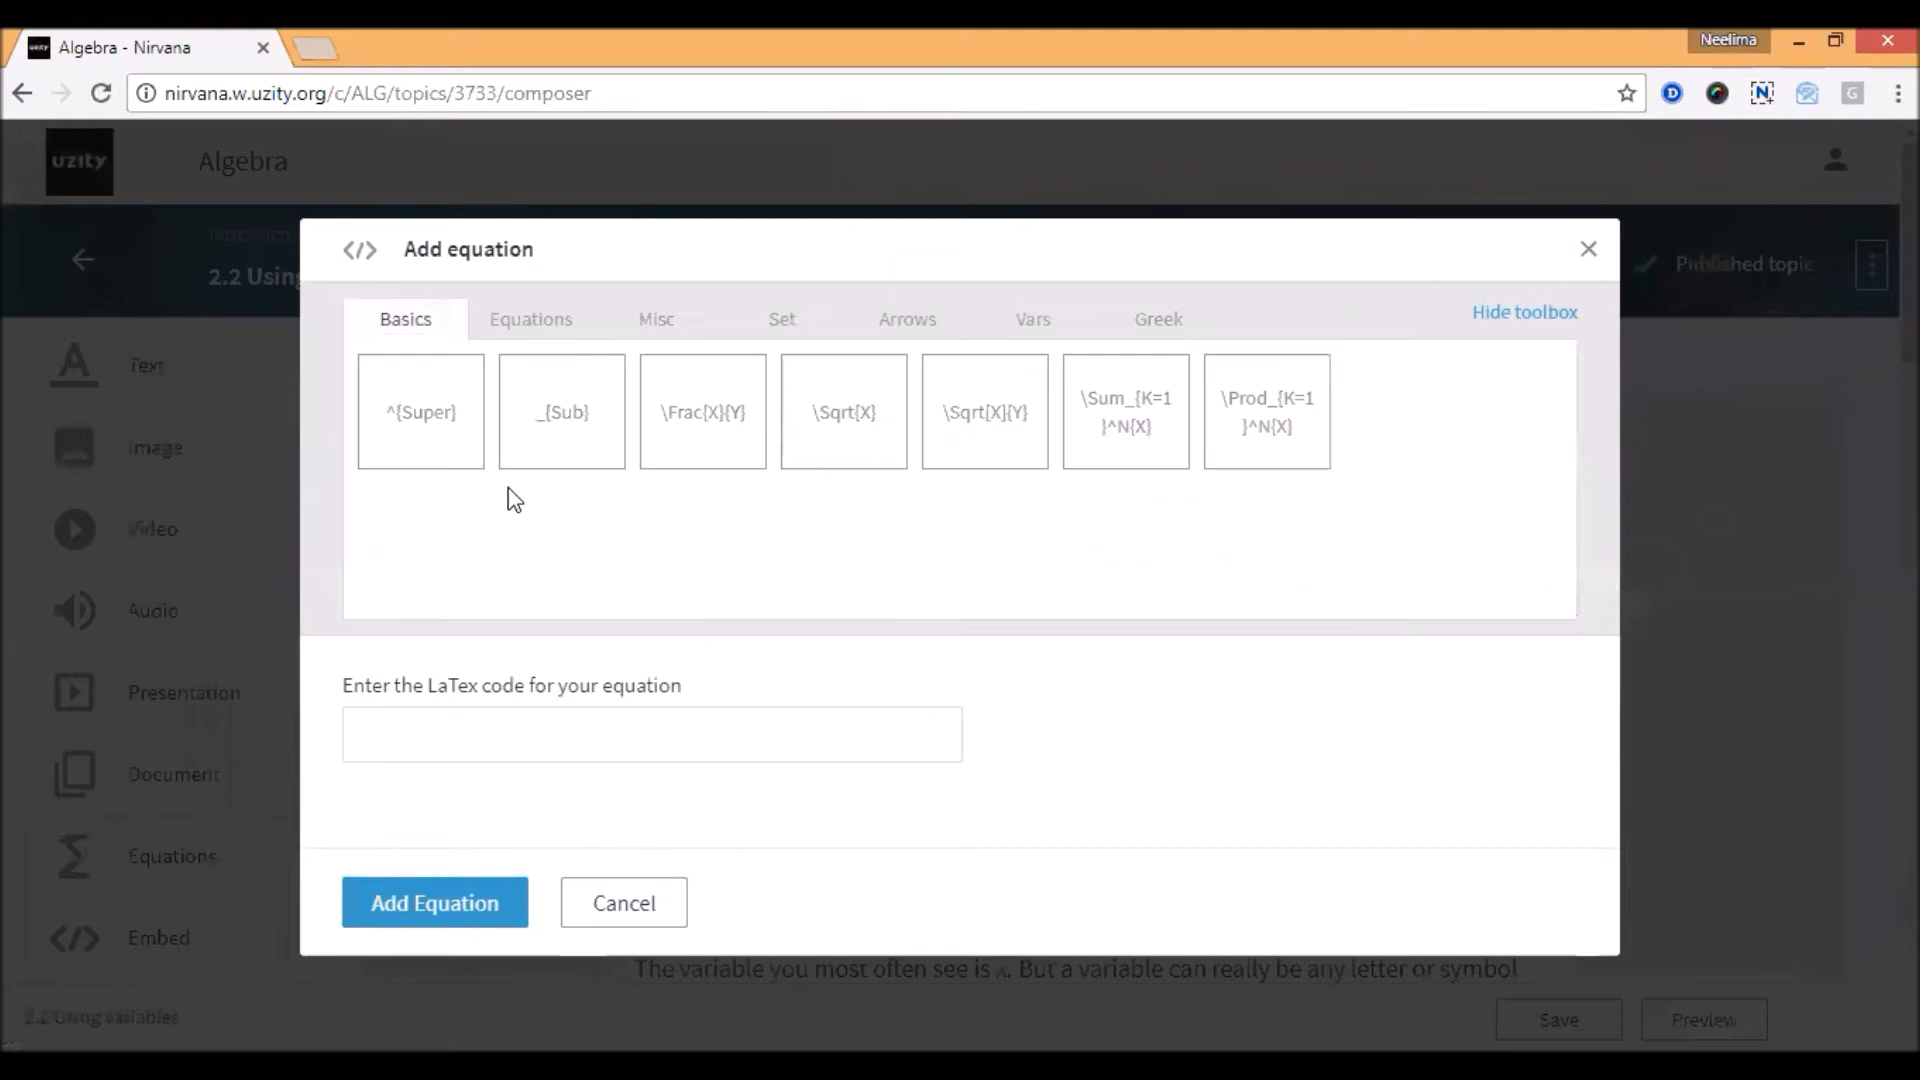 Algebra - Nirvana
Neelima
nirvana.w.uzity.org/c/ALG/topics/3733/composer
D
N
G
uzity
Algebra
2.2 Using
Published topic
Add equation
Basics
Equations
Misc
Set
Arrows
Vars
Greek
Hide toolbox
^{Super}
_{Sub}
\Frac{X}{Y}
\Sqrt{X}
\Sqrt[X]{Y}
\Sum_{K=1
}^N{X}
\Prod_{K=1
}^N{X}
Text
Image
Video
Audio
Presentation
Document
Equations
Embed
Enter the LaTex code for your equation
Add Equation
Cancel
The variable you most often see is x. But a variable can really be any letter or symbol
2.2 Using variables
Save
Preview